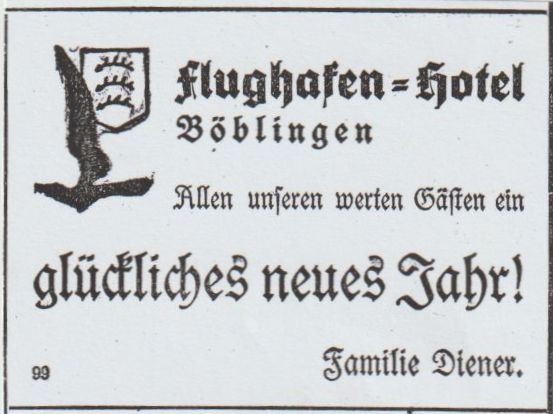 Flughafen=Hotel
Böblingen
Allen unseren werten Gästen ein
glückliches neues Jahr!
Familie Diener.
99